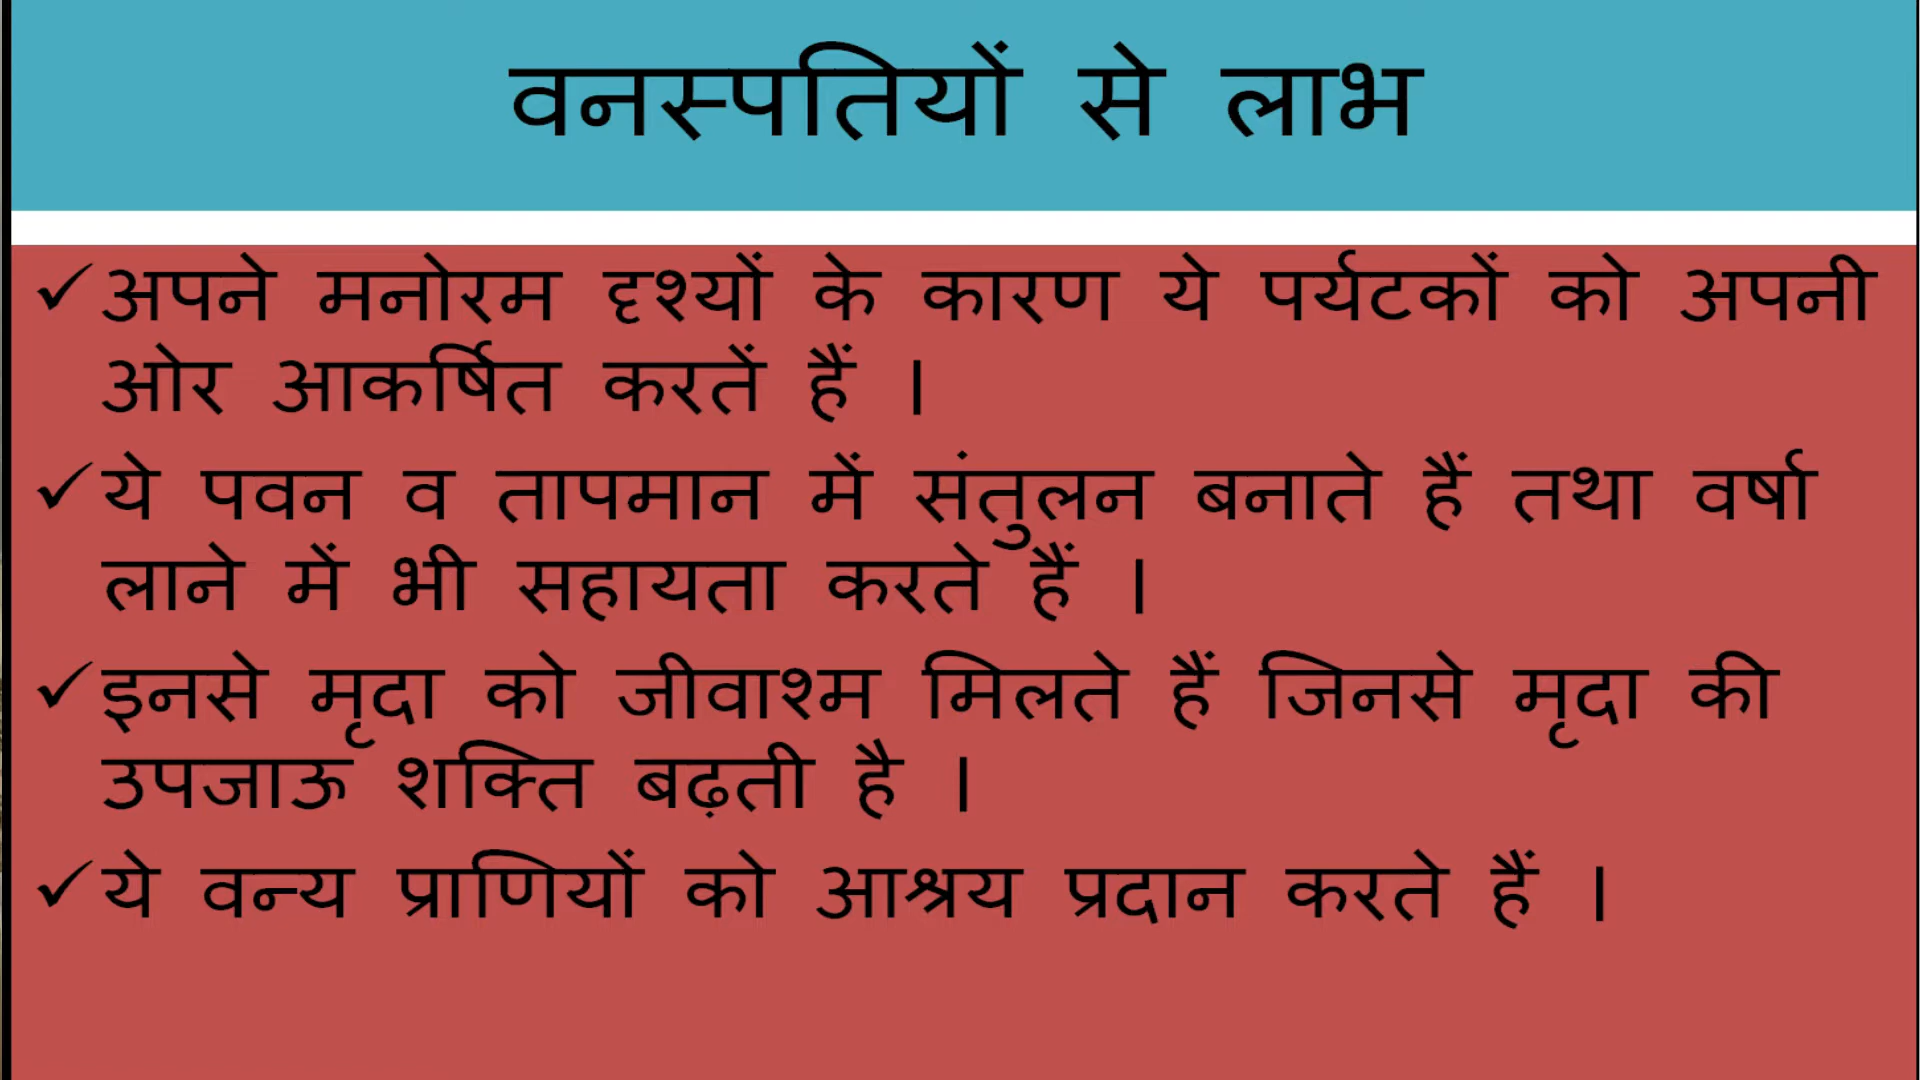 वनस्पतियों से लाभ
✓अपने मनोरम दृश्यों के कारण ये पर्यटकों को अपनी
ओर आकर्षित करतें हैं ।
✓ये पवन व तापमान में संतुलन बनाते हैं तथा वर्षा
लाने में भी सहायता करते हैं ।
✓इनसे मृदा को जीवाश्म मिलते हैं जिनसे मृदा की
उपजाऊ शक्ति बढ़ती है ।
✓ये वन्य प्राणियों को आश्रय प्रदान करते हैं ।